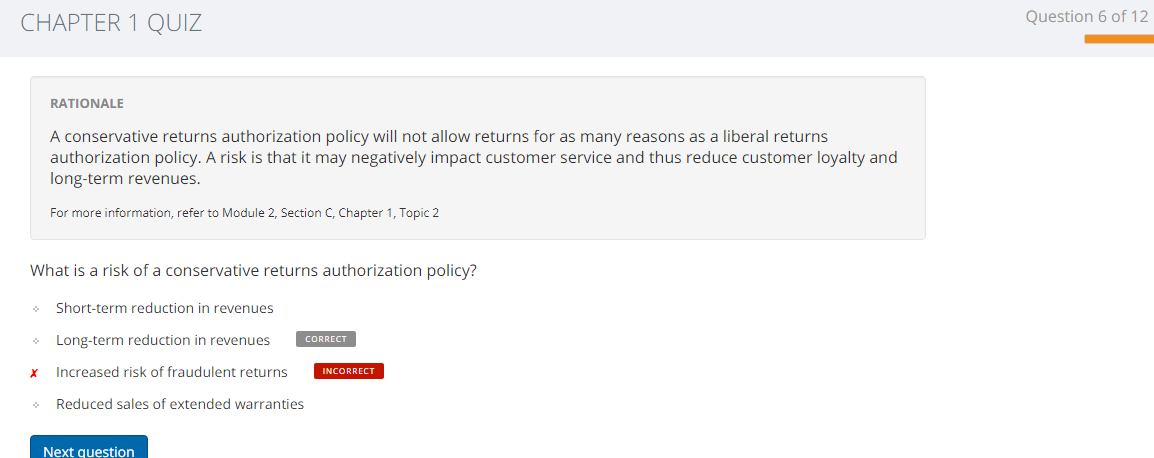 CHAPTER 1 QUIZ
Question 6 of 12
RATIONALE
A conservative returns authorization policy will not allow returns for as many reasons as a liberal returns
authorization policy. A risk is that it may negatively impact customer service and thus reduce customer loyalty and
long-term revenues.
For more information, refer to Module 2, Section C, Chapter 1, Topic 2
What is a risk of a conservative returns authorization policy?
Short-term reduction in revenues
Long-term reduction in revenues CORRECT
✗ Increased risk of fraudulent returns INCORRECT
Reduced sales of extended warranties
Next question